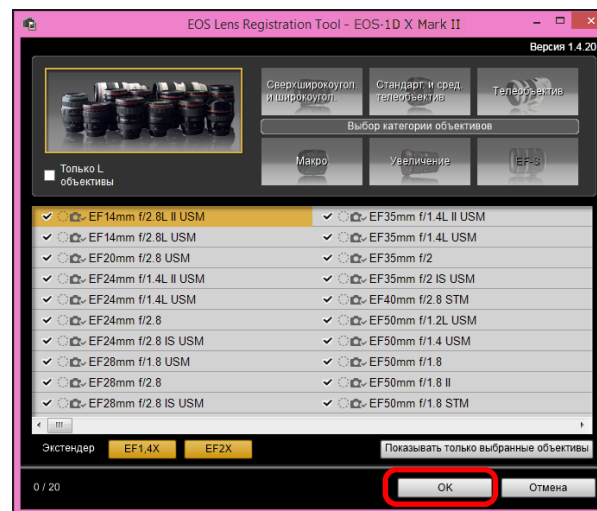 EOS Lens Registration Tool - EOS-1D X Mark II
Версия 1.4.20
Сверхширокоугол. и широкоугол.
Стандарт. и сред. телеобъектив
Телеобъектив
Выбор категории объективов
Макро
Увеличение
EF-S
Только L
объективы
EF14mm f/2.8L II USM
EF35mm f/1.4L II USM
EF14mm f/2.8L USM
EF35mm f/1.4L USM
EF20mm f/2.8 USM
EF35mm f/2
EF24mm f/1.4L II USM
EF35mm f/2 IS USM
EF24mm f/1.4L USM
EF40mm f/2.8 STM
EF24mm f/2.8
EF50mm f/1.2L USM
EF24mm f/2.8 IS USM
EF50mm f/1.4 USM
EF28mm f/1.8 USM
EF50mm f/1.8
EF28mm f/2.8
EF50mm f/1.8 II
EF28mm f/2.8 IS USM
EF50mm f/1.8 STM
Экстендер
EF1,4X
EF2X
Показывать только выбранные объективы
0 / 20
OK
Отмена